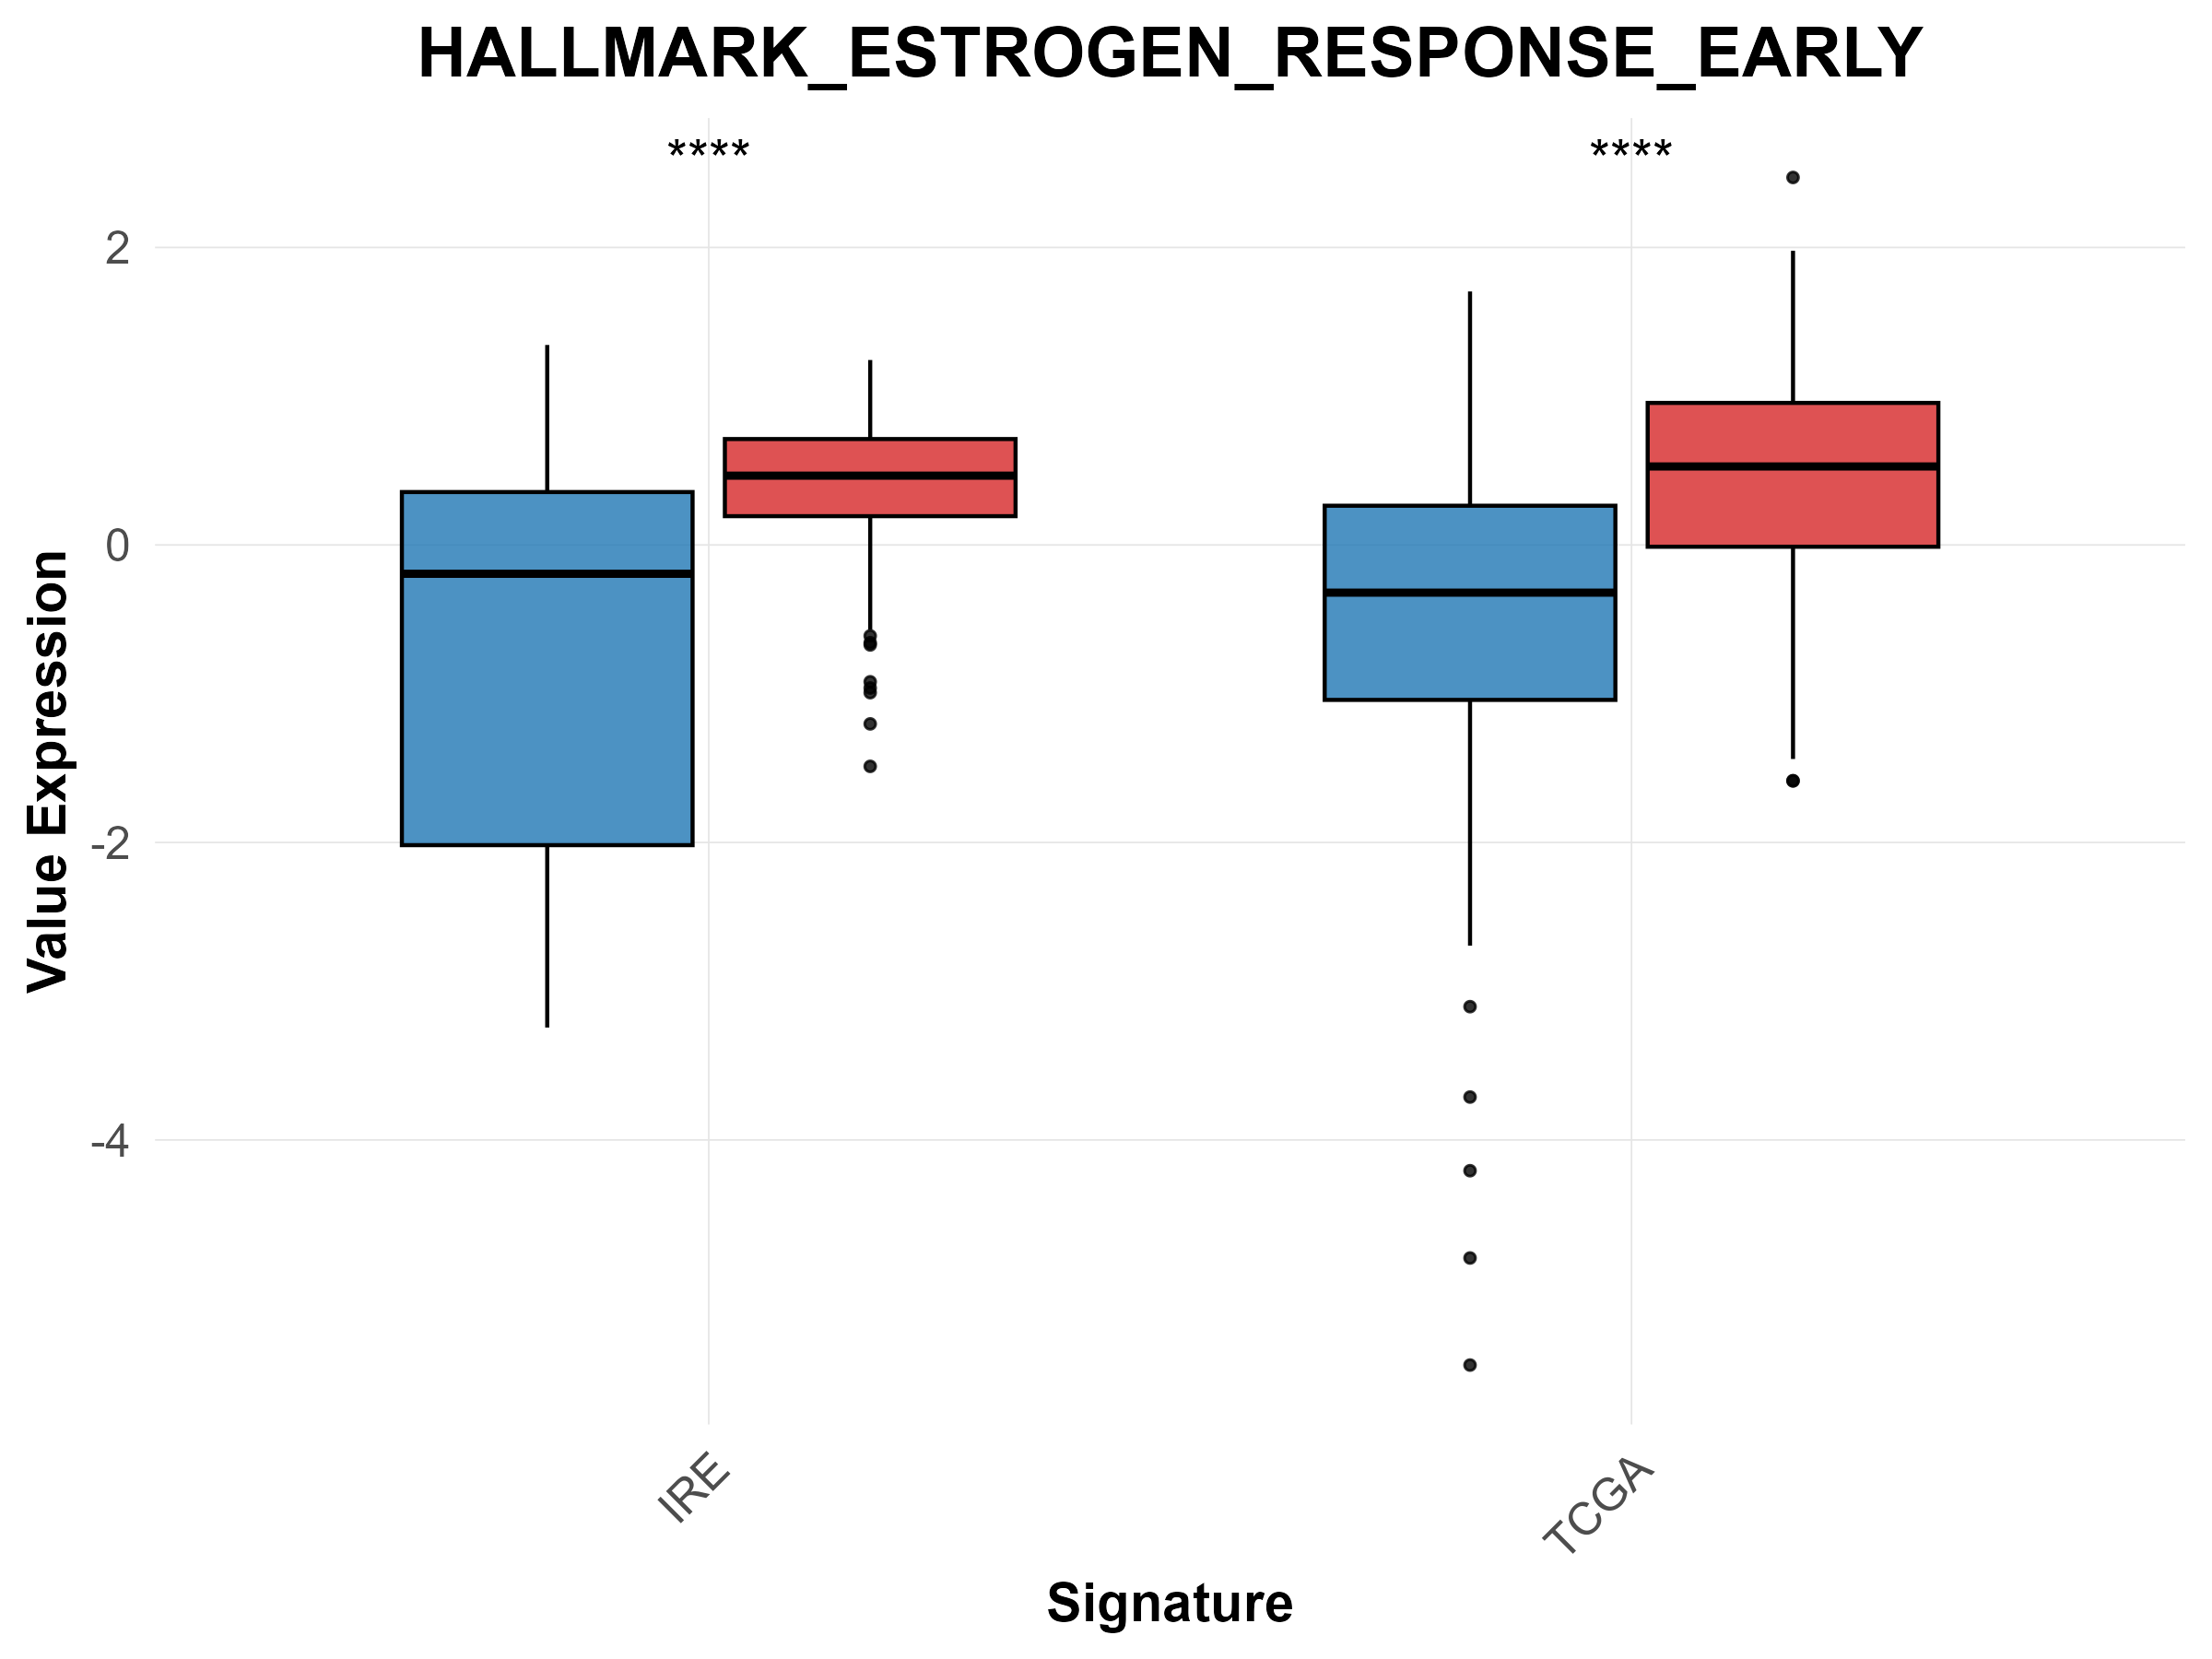 HALLMARK_ESTROGEN_RESPONSE_EARLY
**** ****
2
0
-2
-4
Value Expression
IRE TCGA
Signature